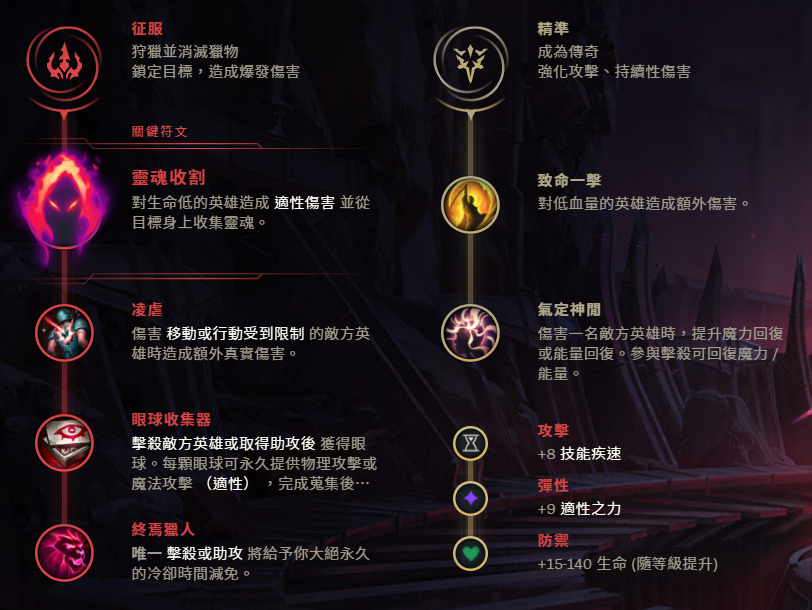 征服
狩獵並消滅獵物
鎖定目標，造成爆發傷害
關鍵符文
靈魂收割
對生命低的英雄造成 適性傷害 並從
目標身上收集靈魂。
凌虐
傷害 移動或行動受到限制 的敵方英
雄時造成額外真實傷害。
眼球收集器
擊殺敵方英雄或取得助攻後 獲得眼
球。每顆眼球可永久提供物理攻擊或
魔法攻擊 （適性） ，完成蒐集後…
終焉獵人
唯一 擊殺或助攻 將給予你大絕永久
的冷卻時間減免。
精準
成為傳奇
強化攻擊、持續性傷害
致命一擊
對低血量的英雄造成額外傷害。
氣定神閒
傷害一名敵方英雄時，提升魔力回復
或能量回復。參與擊殺可回復魔力 /
能量。
攻擊
+8 技能疾速
彈性
+9 適性之力
防禦
+15-140 生命 (隨等級提升)